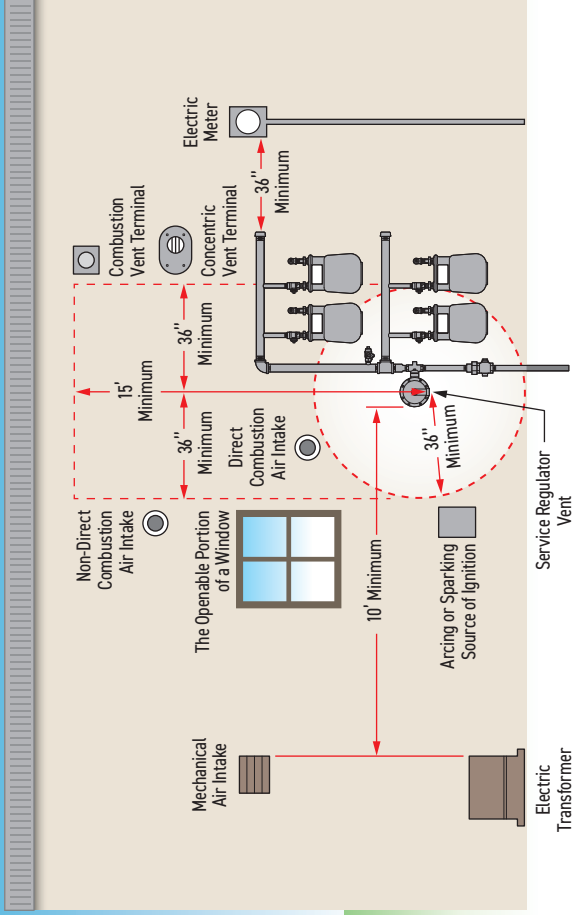 Electric
Meter
Combustion
Vent Terminal
Concentric
Vent Terminal
36"
Minimum
36"
Minimum
15'
Minimum
36"
Minimum
Direct
Combustion
Air Intake
Non-Direct
Combustion
Air Intake
The Openable Portion
of a Window
36"
Minimum
10' Minimum
Arcing or Sparking
Source of Ignition
Service Regulator
Vent
Mechanical
Air Intake
Electric
Transformer